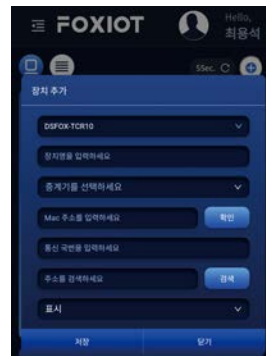 FOXIOT
Hello,
최용석
55ec. C
장치 추가
DSFOX-TCR10
장치명을 입력하세요
중계기를 선택하세요
Mac 주소를 입력하세요
확인
통신 국번을 입력하세요
주소를 검색하세요
검색
표시
저장
닫기